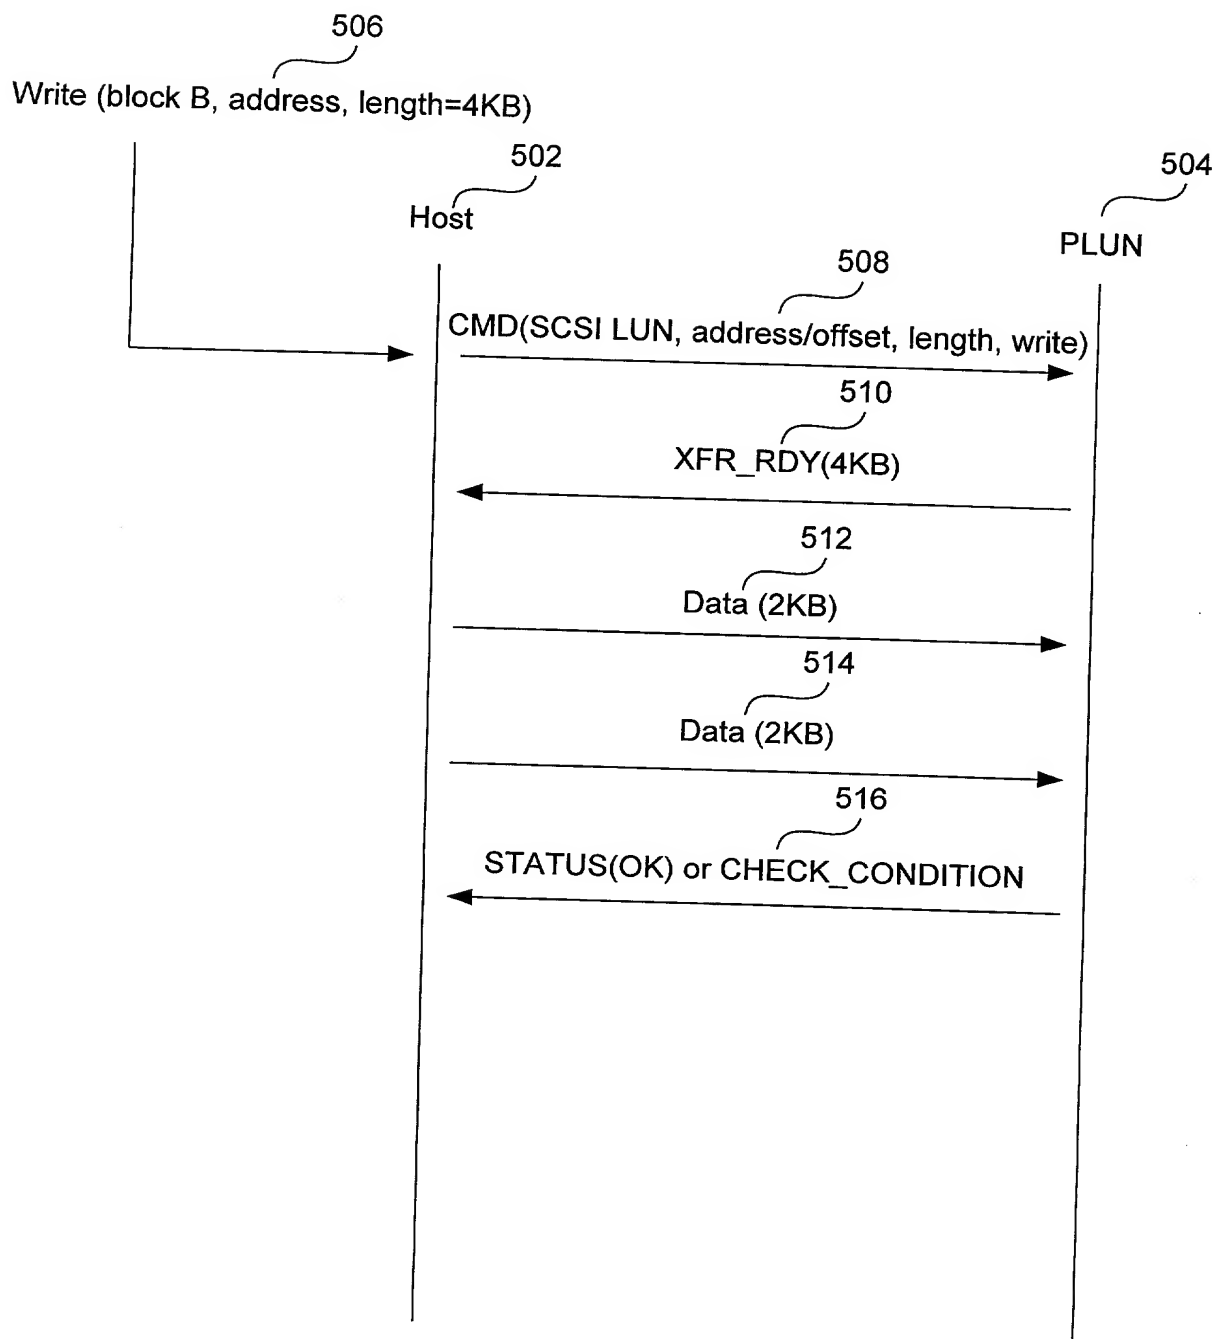 506
Write (block B, address, length=4KB)
502
504
Host
PLUN
508
CMD(SCSI LUN, address/offset, length, write)
510
XFR_RDY(4KB)
512
Data (2KB)
514
Data (2KB)
516
STATUS(OK) or CHECK_CONDITION